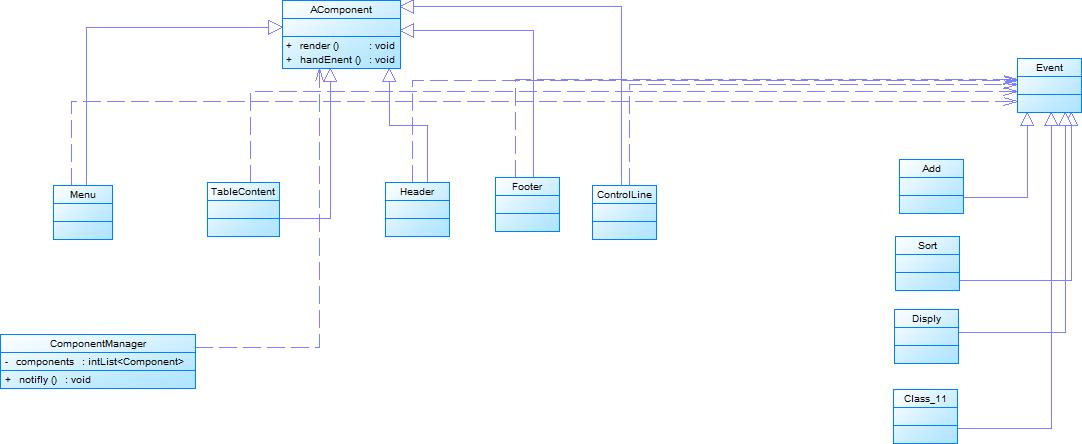 AComponent
+ render () : void
+ handEnent () : void
Event
Menu
TableContent
Header
Footer
ControlLine
Add
Sort
Disply
Class_11
ComponentManager
- components : intList<Component>
+ notifly () : void